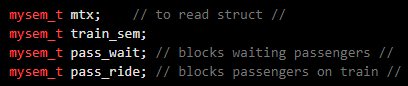 mysem_t mtx; // to read struct //
mysem_t train_sem;
mysem_t pass_wait; // blocks waiting passengers //
mysem_t pass_ride; // blocks passengers on train //